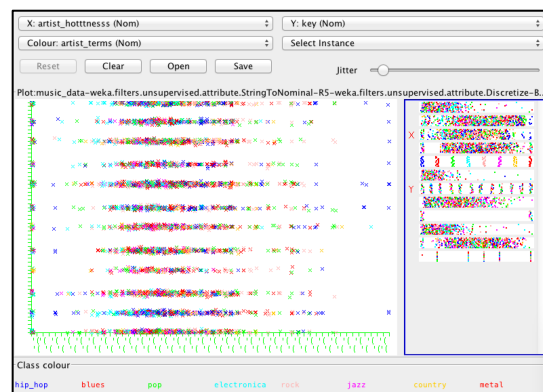 X: artist_hotttnesss (Nom)
Y: key (Nom)
Colour: artist_terms (Nom)
Select Instance
Reset
Clear
Open
Save
Jitter
Plot:music_data-weka.filters.unsupervised.attribute.StringToNominal-R5-weka.filters.unsupervised.attribute.Discretize-B..
X
Y
Class colour
hip_hop blues pop electronica rock jazz country metal